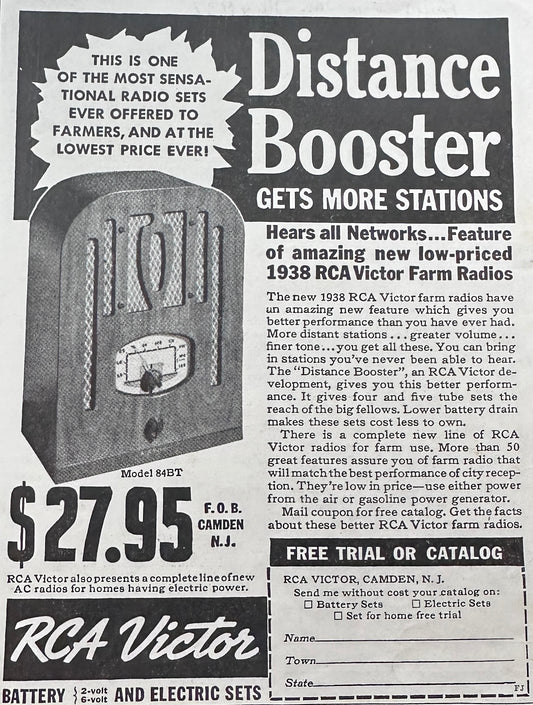 THIS IS ONE
OF THE MOST SENSA-
TIONAL RADIO SETS
EVER OFFERED TO
FARMERS, AND AT THE
LOWEST PRICE EVER!
Distance
Booster
GETS MORE STATIONS
Hears all Networks...Feature
of amazing new low-priced
1938 RCA Victor Farm Radios
The new 1938 RCA Victor farm radios have
an amazing new feature which gives you
better performance than you have ever had.
More distant stations . . . greater volume . . .
finer tone . . . you get all these. You can bring
in stations you've never been able to hear.
The "Distance Booster", an RCA Victor de-
velopment, gives you this better perform-
ance. It gives four and five tube sets the
reach of the big fellows. Lower battery drain
makes these sets cost less to own.
There is a complete new line of RCA
Victor radios for farm use. More than 50
great features assure you of farm radio that
will match the best performance of city recep-
tion. They're low in price—use either power
from the air or gasoline power generator.
Mail coupon for free catalog. Get the facts
about these better RCA Victor farm radios.
Model 84BT
$27.95
F. O. B.
CAMDEN
N. J.
RCA Victor also presents a complete line of new
AC radios for homes having electric power.
RCA Victor
BATTERY { 2-volt 6-volt AND ELECTRIC SETS
FREE TRIAL OR CATALOG
RCA VICTOR, CAMDEN, N. J.
Send me without cost your catalog on:
☐ Battery Sets ☐ Electric Sets
☐ Set for home free trial
Name
Town
State
FJ